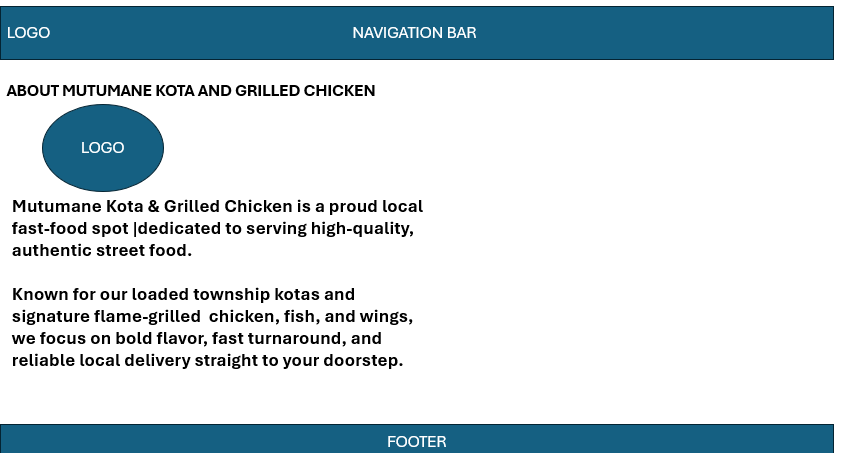 LOGO NAVIGATION BAR
ABOUT MUTUMANE KOTA AND GRILLED CHICKEN
LOGO
Mutumane Kota & Grilled Chicken is a proud local
fast-food spot |dedicated to serving high-quality,
authentic street food.
Known for our loaded township kotas and
signature flame-grilled  chicken, fish, and wings,
we focus on bold flavor, fast turnaround, and
reliable local delivery straight to your doorstep.
FOOTER